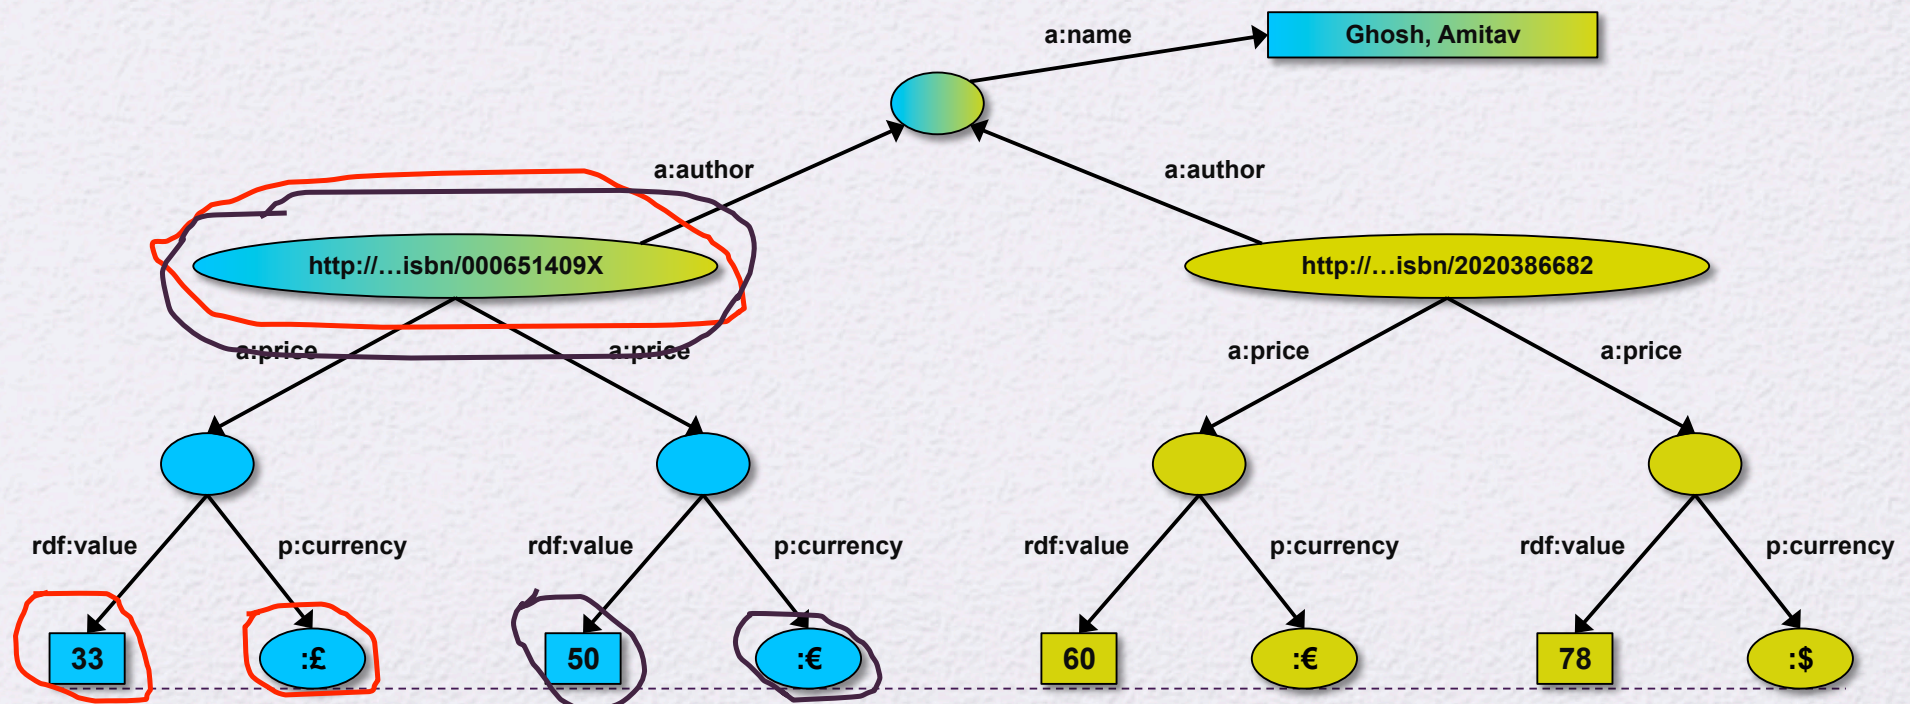 a:name
Ghosh, Amitav
a:author
a:author
http://…isbn/000651409X
http://…isbn/2020386682
a:price
a:price
a:price
a:price
rdf:value
p:currency
rdf:value
p:currency
rdf:value
p:currency
rdf:value
p:currency
33
:£
50
:€
60
:€
78
:$